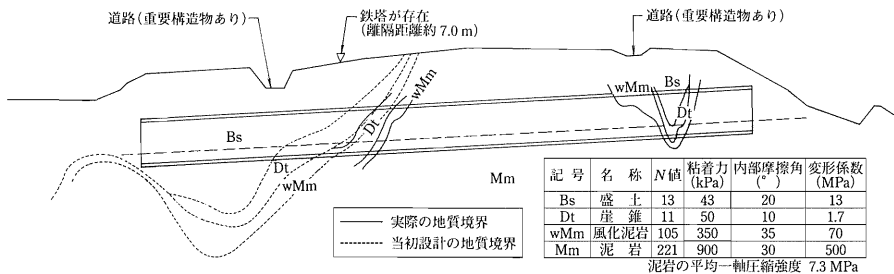 道路(重要構造物あり)
鉄塔が存在
(離隔距離約 7.0 m)
道路(重要構造物あり)
Bs
Dt
wMm
Dt
wMm
Mm
wMm
Bs
Dt
実際の地質境界
当初設計の地質境界
記 号 名 称 N値 粘着力(kPa) 内部摩擦角(°) 変形係数(MPa)
Bs 盛 土 13 43 20 13
Dt 崖 錐 11 50 10 1.7
wMm 風化泥岩 105 350 35 70
Mm 泥 岩 221 900 30 500
泥岩の平均一軸圧縮強度 7.3 MPa